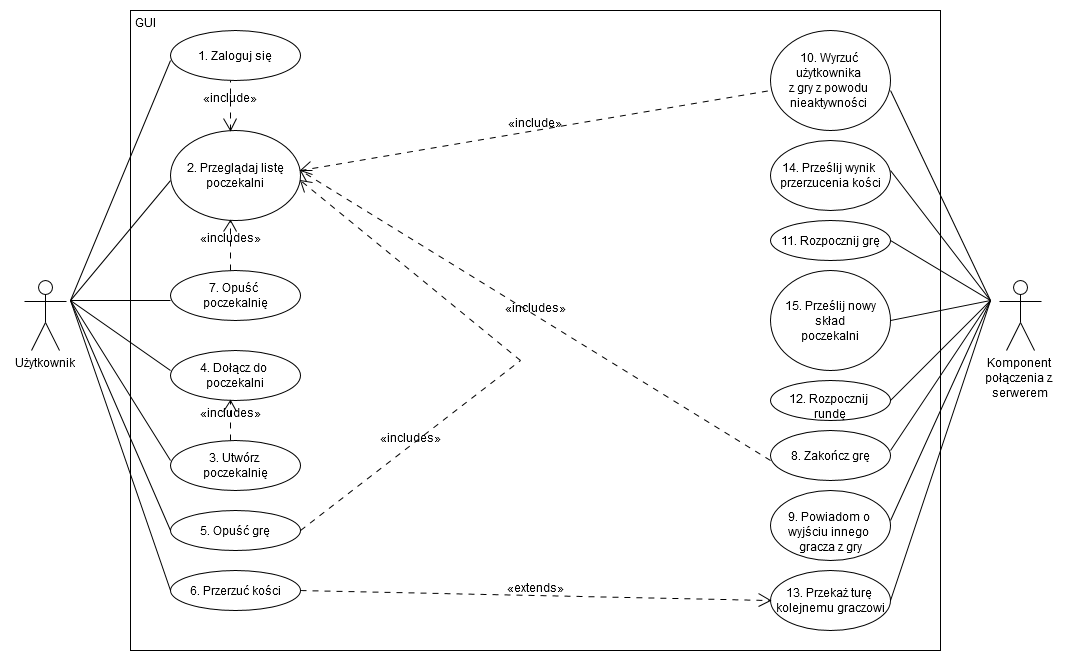 GUI
1. Zaloguj się
«include»
2. Przeglądaj listę
poczekalni
«includes»
7. Opuść
poczekalnię
4. Dołącz do
poczekalni
«includes»
3. Utwórz
poczekalnię
5. Opuść grę
6. Przerzuć kości
Użytkownik
«include»
«includes»
«includes»
«extends»
10. Wyrzuć
użytkownika
z gry z powodu
nieaktywności
14. Prześlij wynik
przerzucenia kości
11. Rozpocznij grę
15. Prześlij nowy
skład
poczekalni
12. Rozpocznij
rundę
8. Zakończ grę
9. Powiadom o
wyjściu innego
gracza z gry
13. Przekaż turę
kolejnemu graczowi
Komponent
połączenia z
serwerem